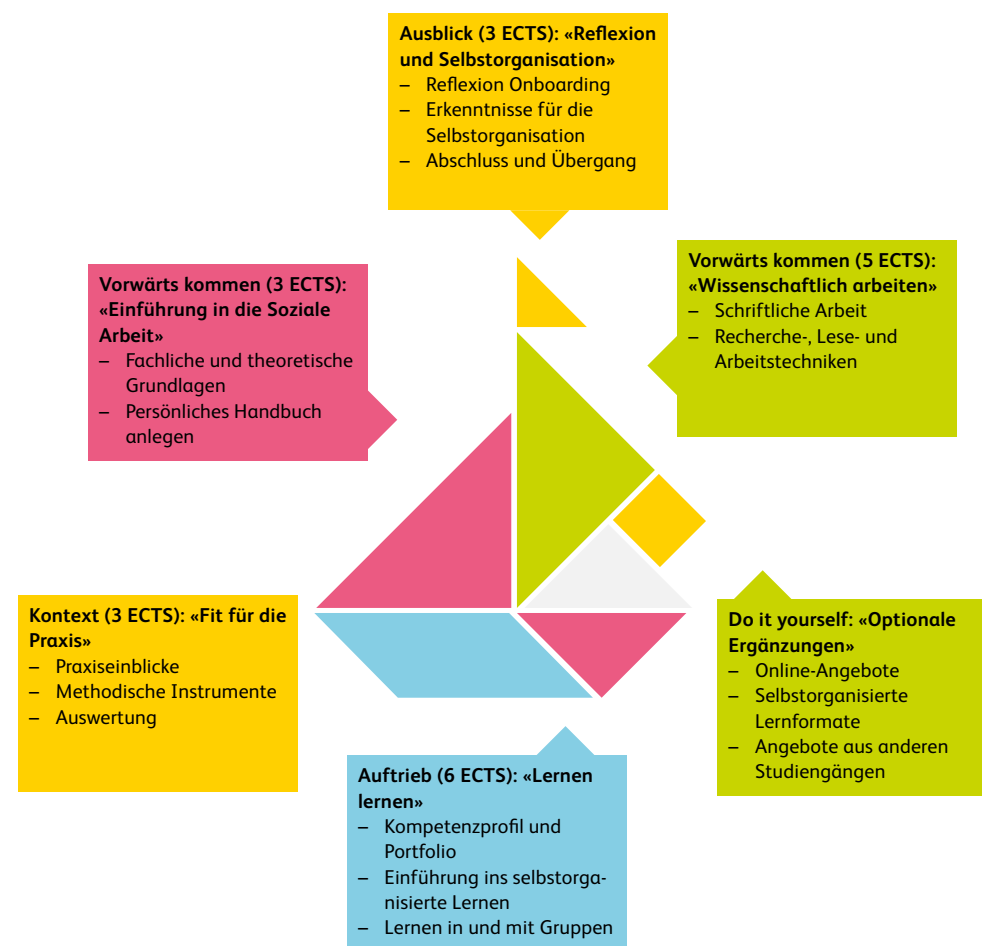 Ausblick (3 ECTS): «Reflexion
und Selbstorganisation»
– Reflexion Onboarding
– Erkenntnisse für die
Selbstorganisation
– Abschluss und Übergang
Vorwärts kommen (3 ECTS):
«Einführung in die Soziale
Arbeit»
– Fachliche und theoretische
Grundlagen
– Persönliches Handbuch
anlegen
Vorwärts kommen (5 ECTS):
«Wissenschaftlich arbeiten»
– Schriftliche Arbeit
– Recherche-, Lese- und
Arbeitstechniken
Kontext (3 ECTS): «Fit für die
Praxis»
– Praxiseinblicke
– Methodische Instrumente
– Auswertung
Do it yourself: «Optionale
Ergänzungen»
– Online-Angebote
– Selbstorganisierte
Lernformate
– Angebote aus anderen
Studiengängen
Auftrieb (6 ECTS): «Lernen
lernen»
– Kompetenzprofil und
Portfolio
– Einführung ins selbstorga-
nisierte Lernen
– Lernen in und mit Gruppen